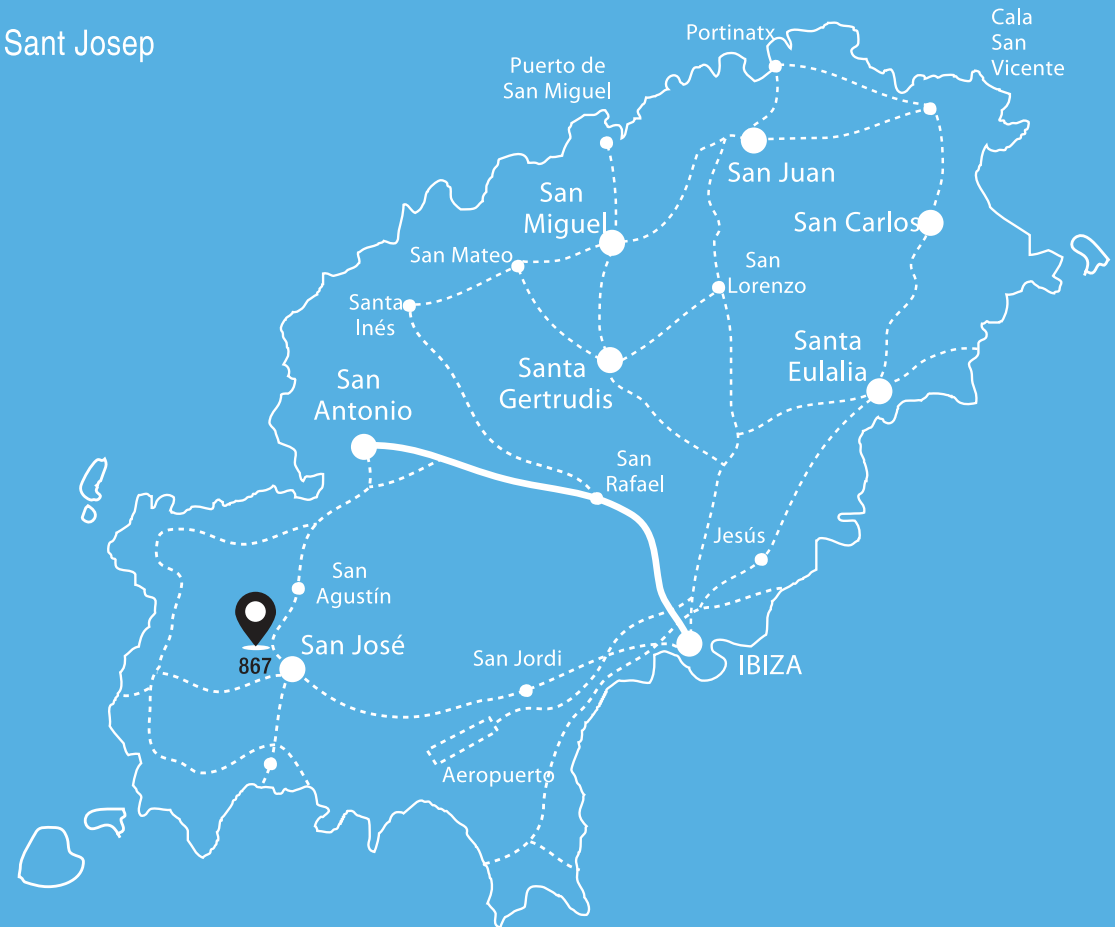 Sant Josep
Cala
San
Vicente
Portinatx
Puerto de
San Miguel
San Juan
San
Miguel
San Carlos
San Mateo
San
Lorenzo
Santa
Inés
Santa
Eulalia
Santa
Gertrudis
San
Antonio
San
Rafael
Jesús
San
Agustín
San José
867
San Jordi
IBIZA
Aeropuerto